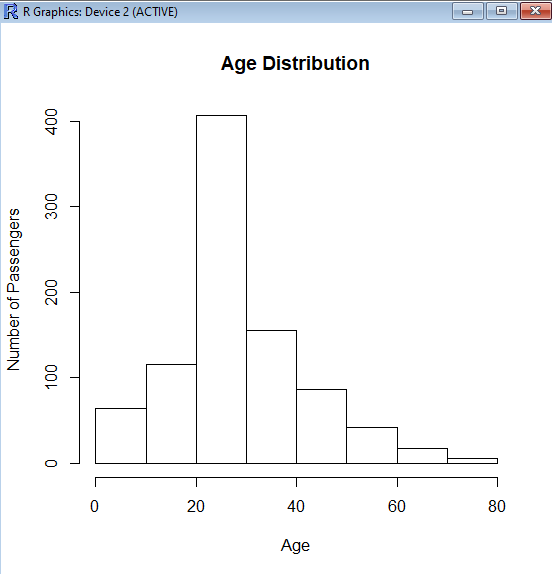 R Graphics: Device 2 (ACTIVE)
Age Distribution
400
300
200
100
0
Number of Passengers
0 20 40 60 80
Age